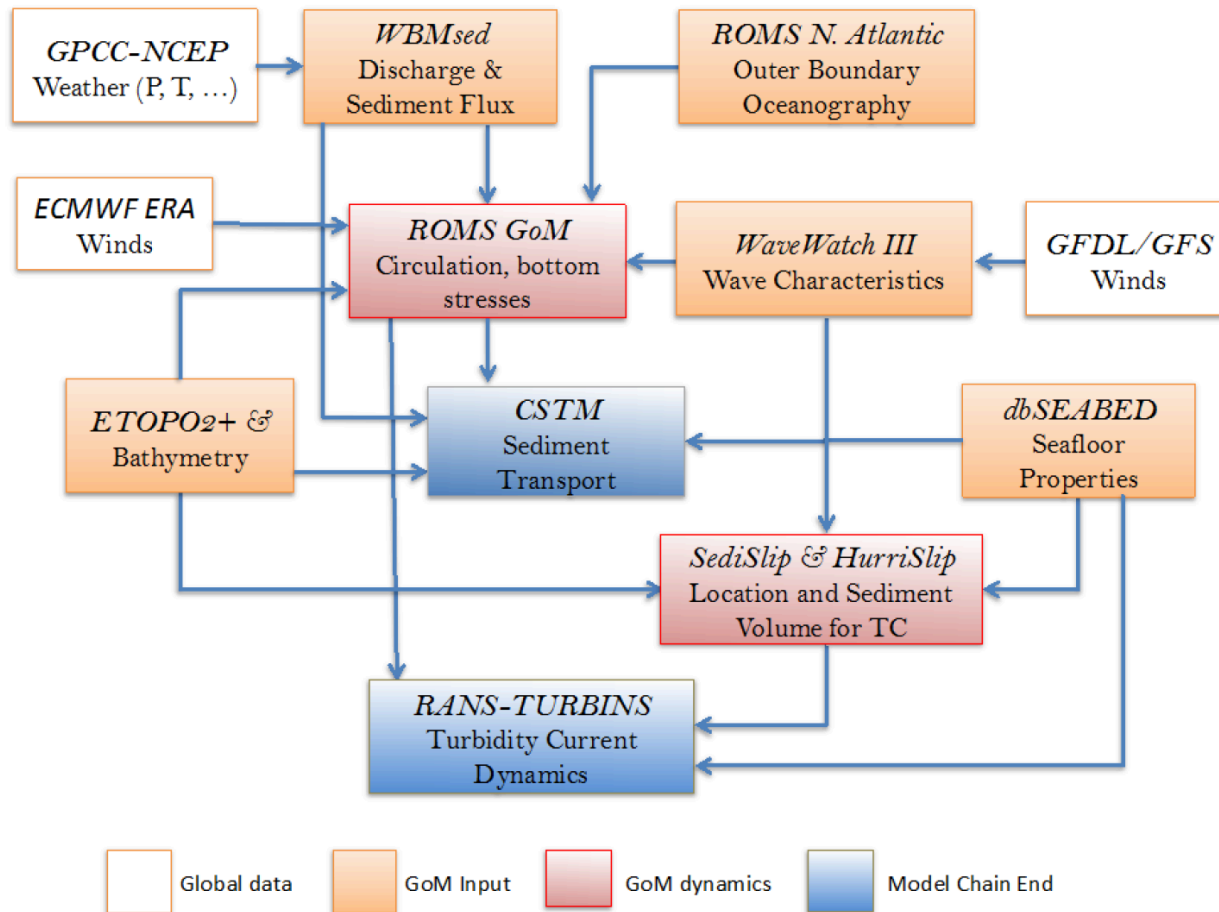 GPCC-NCEP
Weather (P, T, …)
WBMsed
Discharge &
Sediment Flux
ROMS N. Atlantic
Outer Boundary
Oceanography
ECMWF ERA
Winds
ROMS GoM
Circulation, bottom
stresses
WaveWatch III
Wave Characteristics
GFDL/GFS
Winds
ETOPO2+ &
Bathymetry
CSTM
Sediment
Transport
dbSEABED
Seafloor
Properties
SediSlip & HurriSlip
Location and Sediment
Volume for TC
RANS-TURBINS
Turbidity Current
Dynamics
Global data
GoM Input
GoM dynamics
Model Chain End